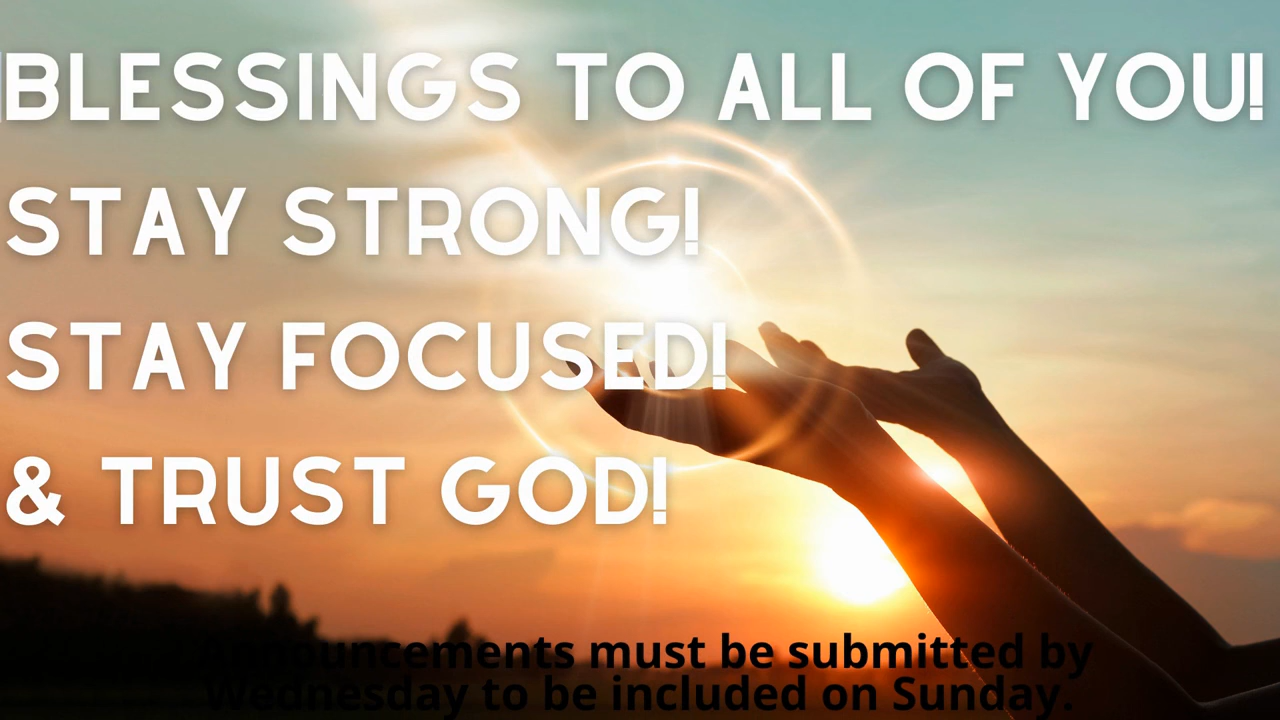 BLESSINGS TO ALL OF YOU!
STAY STRONG!
STAY FOCUSED!
& TRUST GOD!
Announcements must be submitted by
Wednesday to be included on Sunday.